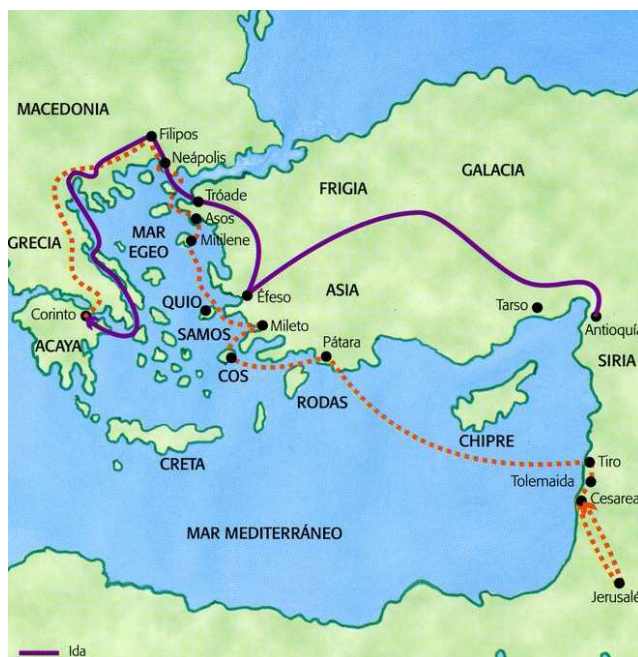 MACEDONIA
Filipos
Neápolis
GALACIA
FRIGIA
Tróade
Asos
MAR
EGEO
Mitilene
GRECIA
ASIA
QUIO
Éfeso
Tarso
Corinto
SAMOS
Mileto
Antioquía
ACAYA
Pátara
SIRIA
COS
RODAS
CHIPRE
CRETA
Tiro
Tolemaida
Cesarea
MAR MEDITERRÁNEO
Jerusalé
Ida